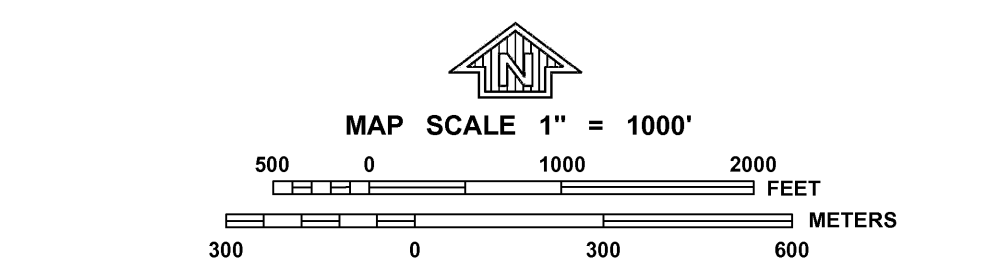 N
MAP SCALE 1" = 1000'
500 0 1000 2000
FEET
METERS
300 0 300 600